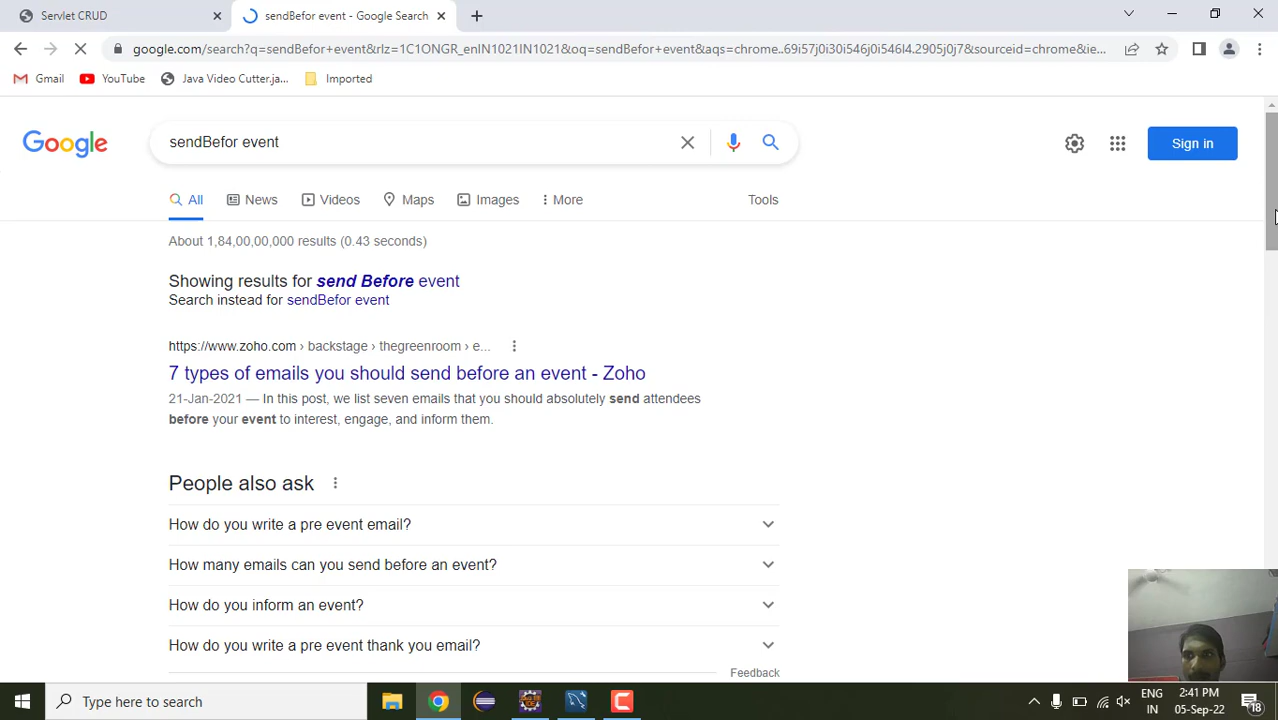 Servlet CRUD
sendBefor event - Google Search
google.com/search?q=sendBefor+event&rlz=1C1ONGR_enIN1021IN1021&oq=sendBefor+event&aqs=chrome..69i57j0i30i546j0i546l4.2905j0j7&sourceid=chrome&ie...
Gmail
YouTube
Java Video Cutter.ja...
Imported
Google
sendBefor event
Sign in
All
News
Videos
Maps
Images
More
Tools
About 1,84,00,00,000 results (0.43 seconds)
Showing results for send Before event
Search instead for sendBefor event
https://www.zoho.com › backstage › thegreenroom › e...
7 types of emails you should send before an event - Zoho
21-Jan-2021 — In this post, we list seven emails that you should absolutely send attendees
before your event to interest, engage, and inform them.
People also ask
How do you write a pre event email?
How many emails can you send before an event?
How do you inform an event?
How do you write a pre event thank you email?
Feedback
Type here to search
ENG
IN
2:41 PM
05-Sep-22
18